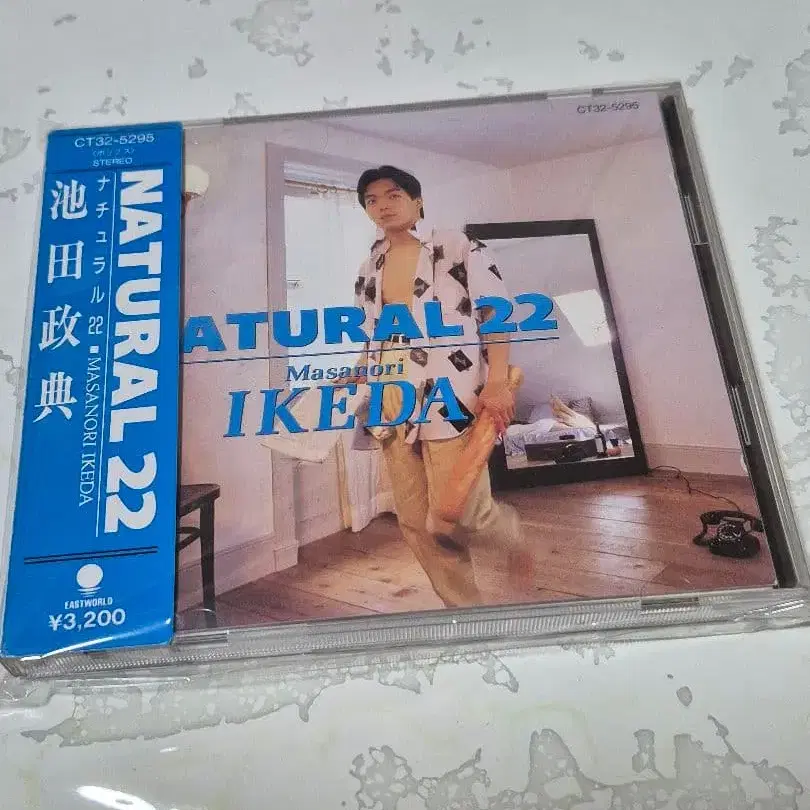 CT32-5295
〈ポップス〉
STEREO
NATURAL 22
ナチュラル22■MASANORI IKEDA
池田政典
EASTWORLD
¥3,200
CT32-5295
ATURAL 22
Masanori
IKEDA